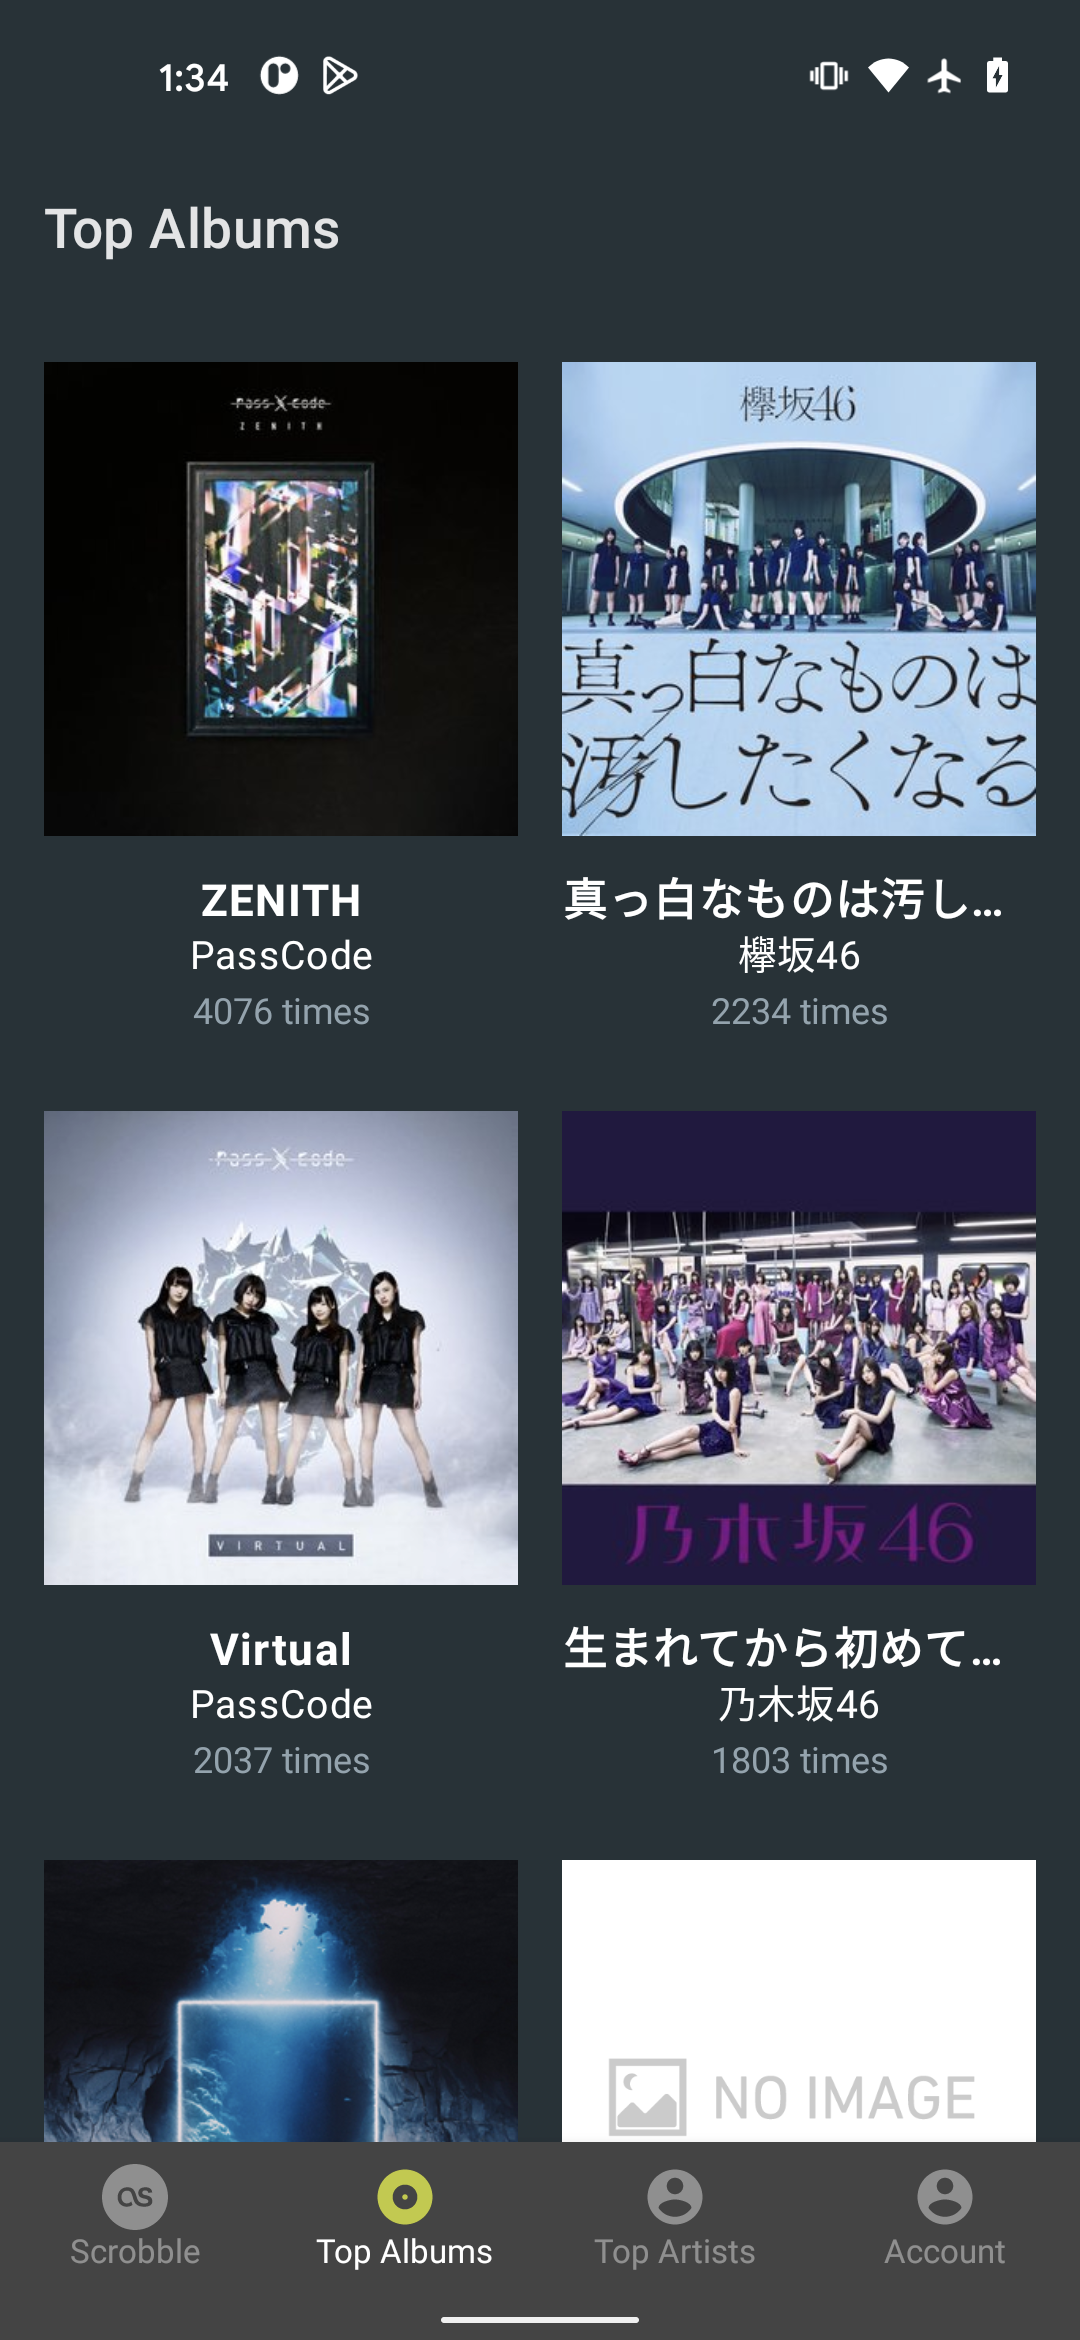 1:34
Top Albums
Pass Code
ZENITH
欅坂46
真っ白なものは
汚したくなる
ZENITH
PassCode
4076 times
真っ白なものは汚し...
欅坂46
2234 times
Pass Code
VIRTUAL
乃木坂46
Virtual
PassCode
2037 times
生まれてから初めて...
乃木坂46
1803 times
NO IMAGE
Scrobble
Top Albums
Top Artists
Account